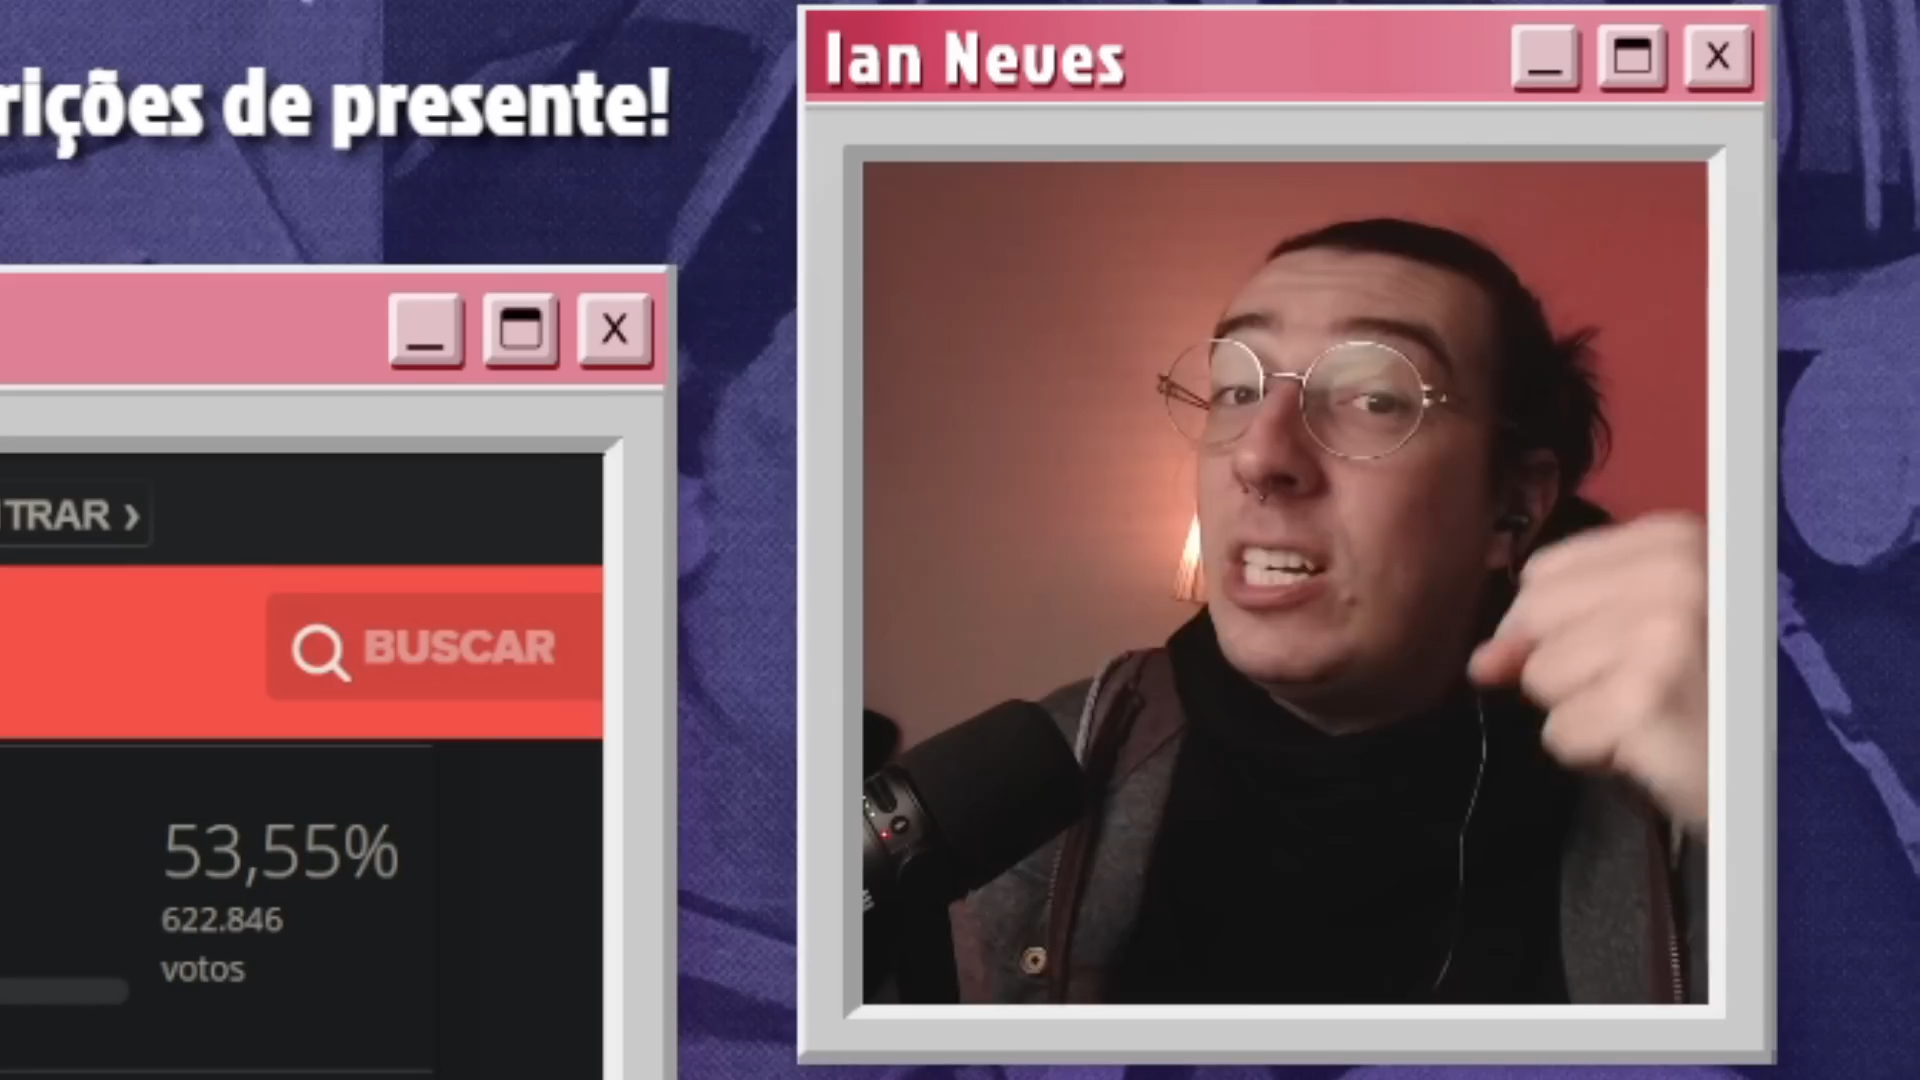 rições de presente!
Ian Neves
X
X
TRAR ›
BUSCAR
53,55%
622.846
votos